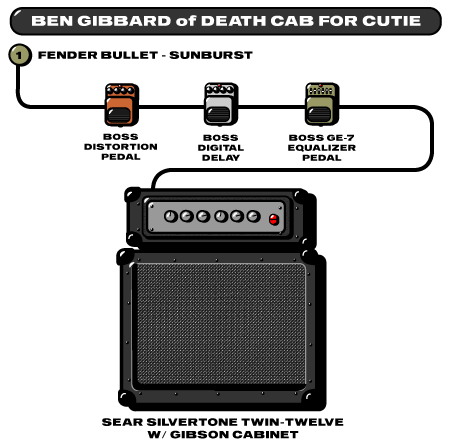 BEN GIBBARD of DEATH CAB FOR CUTIE
1 FENDER BULLET - SUNBURST
BOSS
DISTORTION
PEDAL
BOSS
DIGITAL
DELAY
BOSS GE-7
EQUALIZER
PEDAL
SEAR SILVERTONE TWIN-TWELVE
W/ GIBSON CABINET